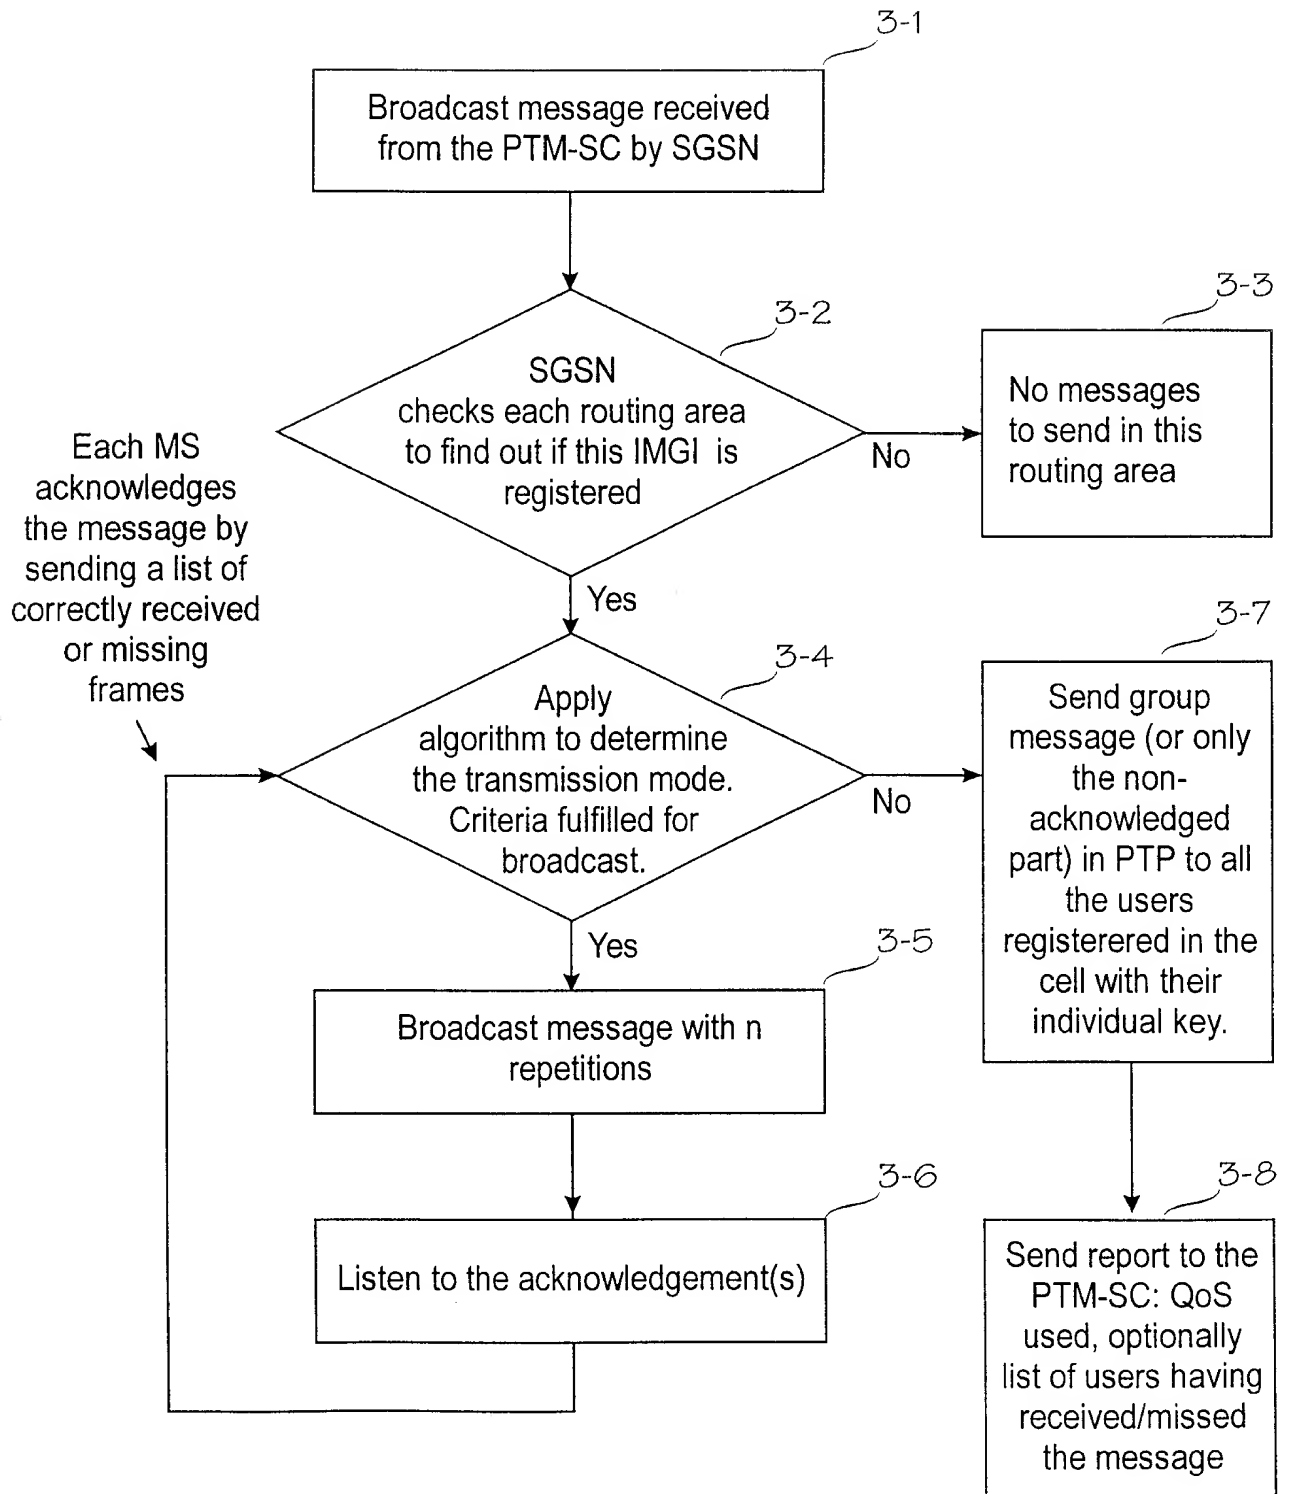 3-1
Broadcast message received
from the PTM-SC by SGSN
3-2
SGSN
checks each routing area
to find out if this IMGI is
registered
No
3-3
No messages
to send in this
routing area
Yes
Each MS
acknowledges
the message by
sending a list of
correctly received
or missing
frames
3-4
Apply
algorithm to determine
the transmission mode.
Criteria fulfilled for
broadcast.
No
3-7
Send group
message (or only
the non-
acknowledged
part) in PTP to all
the users
registerered in the
cell with their
individual key.
Yes
3-5
Broadcast message with n
repetitions
3-6
Listen to the acknowledgement(s)
3-8
Send report to the
PTM-SC: QoS
used, optionally
list of users having
received/missed
the message